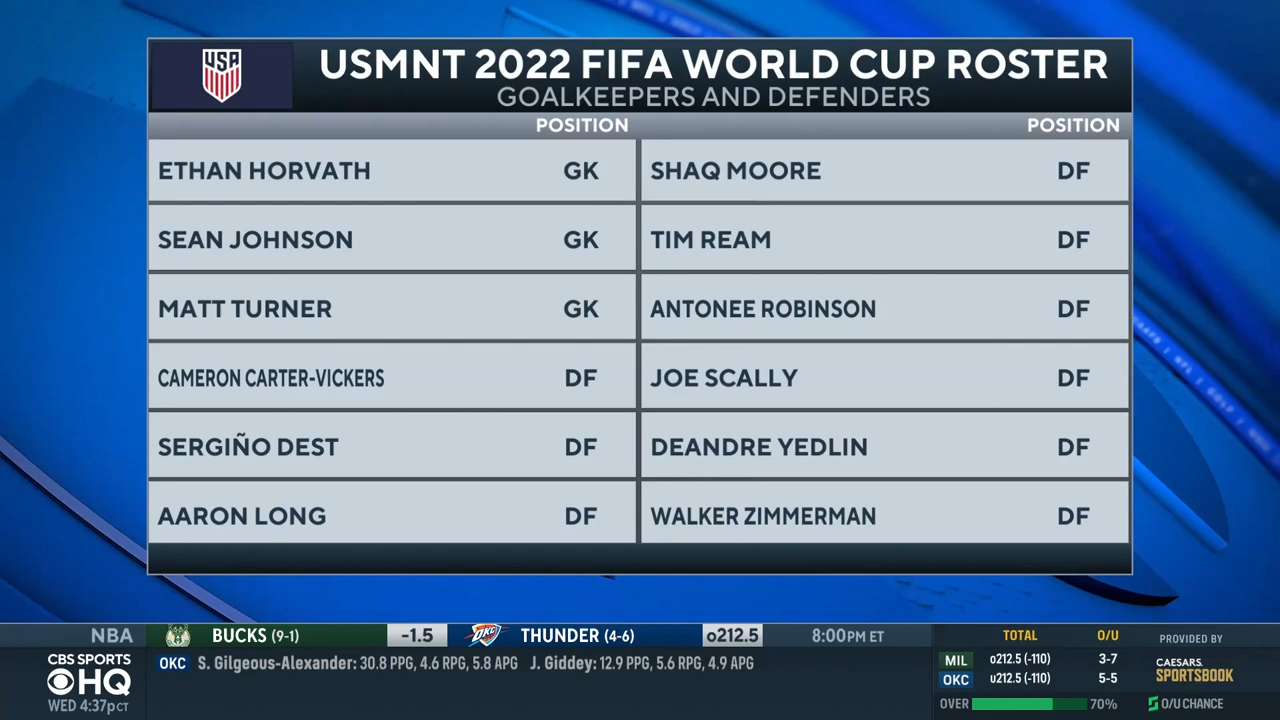 USA
USMNT 2022 FIFA WORLD CUP ROSTER
GOALKEEPERS AND DEFENDERS
POSITION POSITION
ETHAN HORVATH GK SHAQ MOORE DF
SEAN JOHNSON GK TIM REAM DF
MATT TURNER GK ANTONEE ROBINSON DF
CAMERON CARTER-VICKERS DF JOE SCALLY DF
SERGIÑO DEST DF DEANDRE YEDLIN DF
AARON LONG DF WALKER ZIMMERMAN DF
NBA BUCKS (9-1) -1.5 OKC THUNDER (4-6) o212.5 8:00PM ET
OKC S. Gilgeous-Alexander: 30.8 PPG, 4.6 RPG, 5.8 APG J. Giddey: 12.9 PPG, 5.6 RPG, 4.9 APG
CBS SPORTS
HQ
WED 4:37PCT
TOTAL O/U
MIL o212.5 (-110) 3-7
OKC u212.5 (-110) 5-5
OVER 70%
PROVIDED BY
CAESARS
SPORTSBOOK
O/U CHANCE